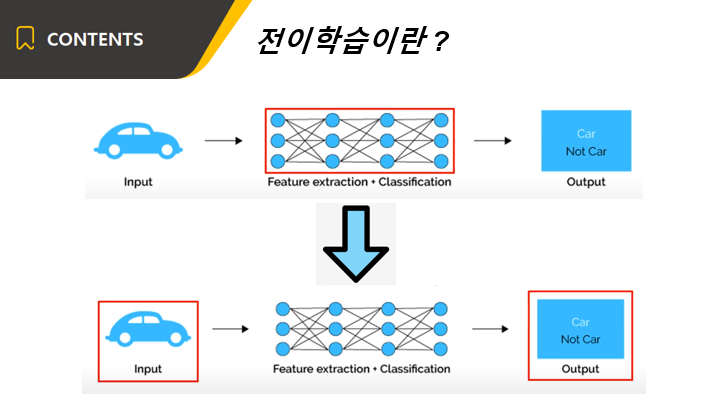 CONTENTS
전이학습이란 ?
Car
Not Car
Input
Feature extraction + Classification
Output
Car
Not Car
Input
Feature extraction + Classification
Output